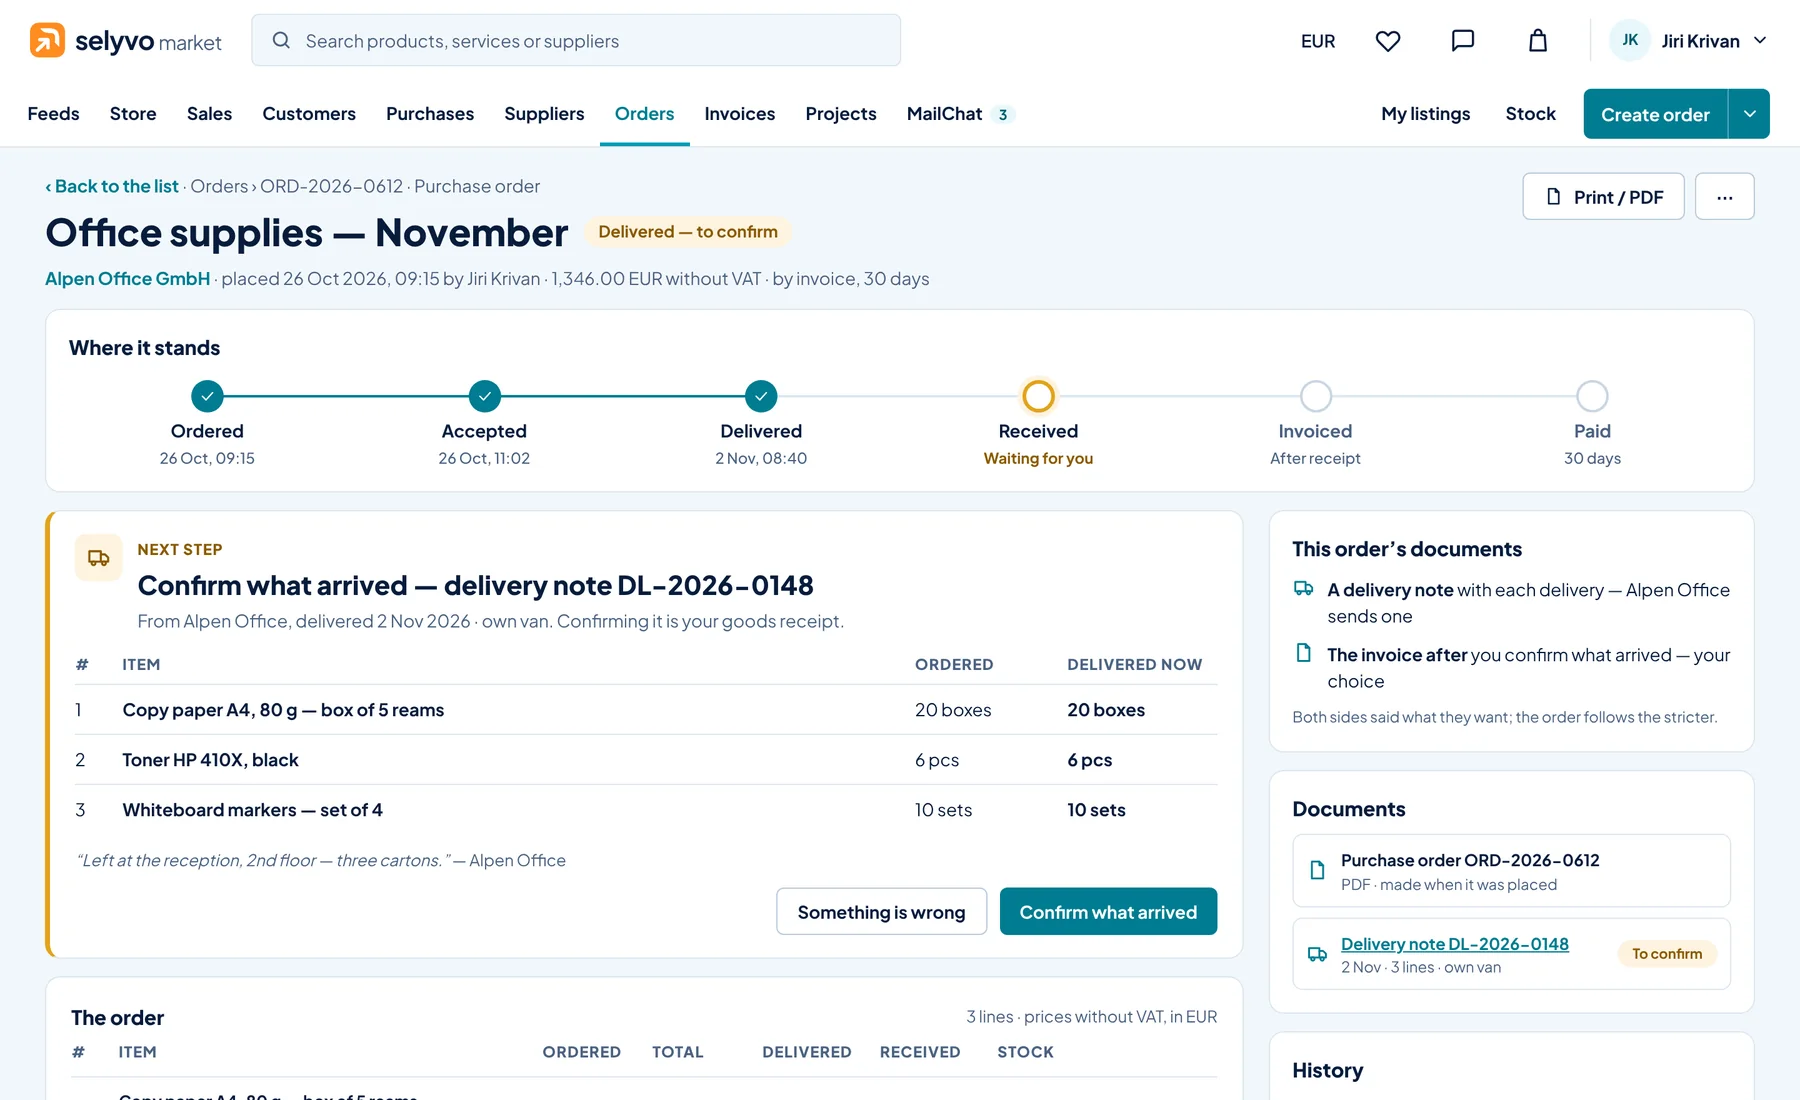 selyvo market
Search products, services or suppliers
EUR
JK
Jiri Krivan
Feeds
Store
Sales
Customers
Purchases
Suppliers
Orders
Invoices
Projects
MailChat 3
My listings
Stock
Create order
‹ Back to the list · Orders › ORD-2026-0612 · Purchase order
Print / PDF
...
Office supplies — November
Delivered — to confirm
Alpen Office GmbH · placed 26 Oct 2026, 09:15 by Jiri Krivan · 1,346.00 EUR without VAT · by invoice, 30 days
Where it stands
Ordered
26 Oct, 09:15
Accepted
26 Oct, 11:02
Delivered
2 Nov, 08:40
Received
Waiting for you
Invoiced
After receipt
Paid
30 days
NEXT STEP
Confirm what arrived — delivery note DL-2026-0148
From Alpen Office, delivered 2 Nov 2026 · own van. Confirming it is your goods receipt.
# ITEM ORDERED DELIVERED NOW
1 Copy paper A4, 80 g — box of 5 reams 20 boxes 20 boxes
2 Toner HP 410X, black 6 pcs 6 pcs
3 Whiteboard markers — set of 4 10 sets 10 sets
“Left at the reception, 2nd floor — three cartons.” — Alpen Office
Something is wrong
Confirm what arrived
The order
3 lines · prices without VAT, in EUR
# ITEM ORDERED TOTAL DELIVERED RECEIVED STOCK
Copy paper A4, 80 g — box of 5 reams
This order’s documents
A delivery note with each delivery — Alpen Office
sends one
The invoice after you confirm what arrived — your
choice
Both sides said what they want; the order follows the stricter.
Documents
Purchase order ORD-2026-0612
PDF · made when it was placed
Delivery note DL-2026-0148
2 Nov · 3 lines · own van
To confirm
History